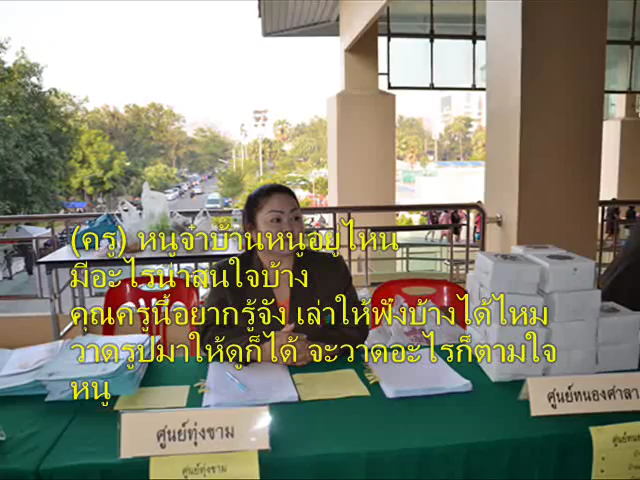 (ครู) หนูจ๋าบ้านหนูอยู่ไหน
มีอะไรน่าสนใจบ้าง
คุณครูนี้อยากรู้จัง เล่าให้ฟังบ้างได้ไหม
วาดรูปมาให้ดูก็ได้ จะวาดอะไรก็ตามใจ
หนู
ศูนย์หนองศาลา
ศูนย์ทุ่งขาม
ศูนย์ทุ่งขาม